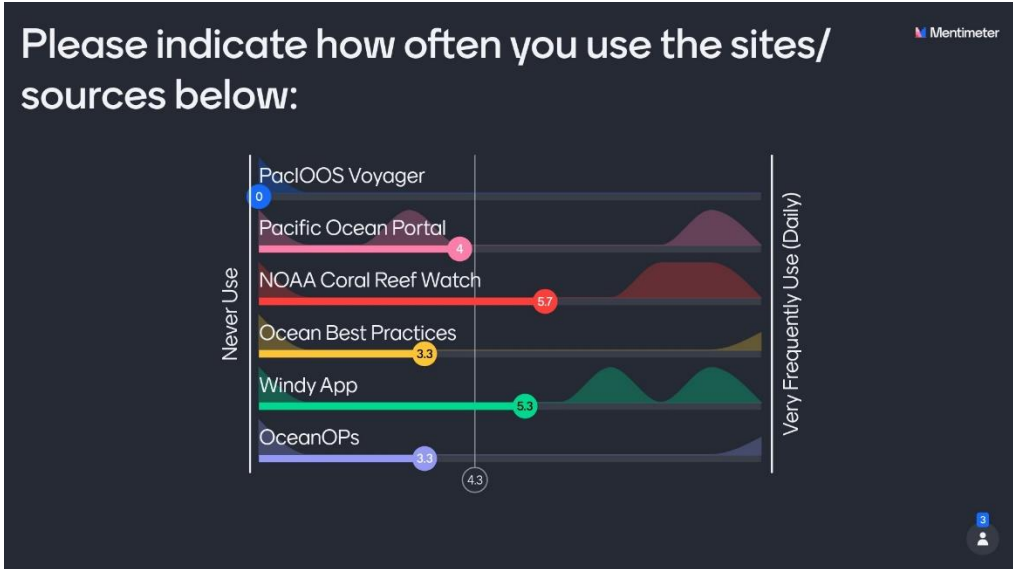 Please indicate how often you use the sites/
sources below:
Mentimeter
Never Use
PacIOOS Voyager
0
Pacific Ocean Portal
4
NOAA Coral Reef Watch
5.7
Ocean Best Practices
3.3
Windy App
5.3
OceanOPs
3.3
4.3
Very Frequently Use (Daily)
3